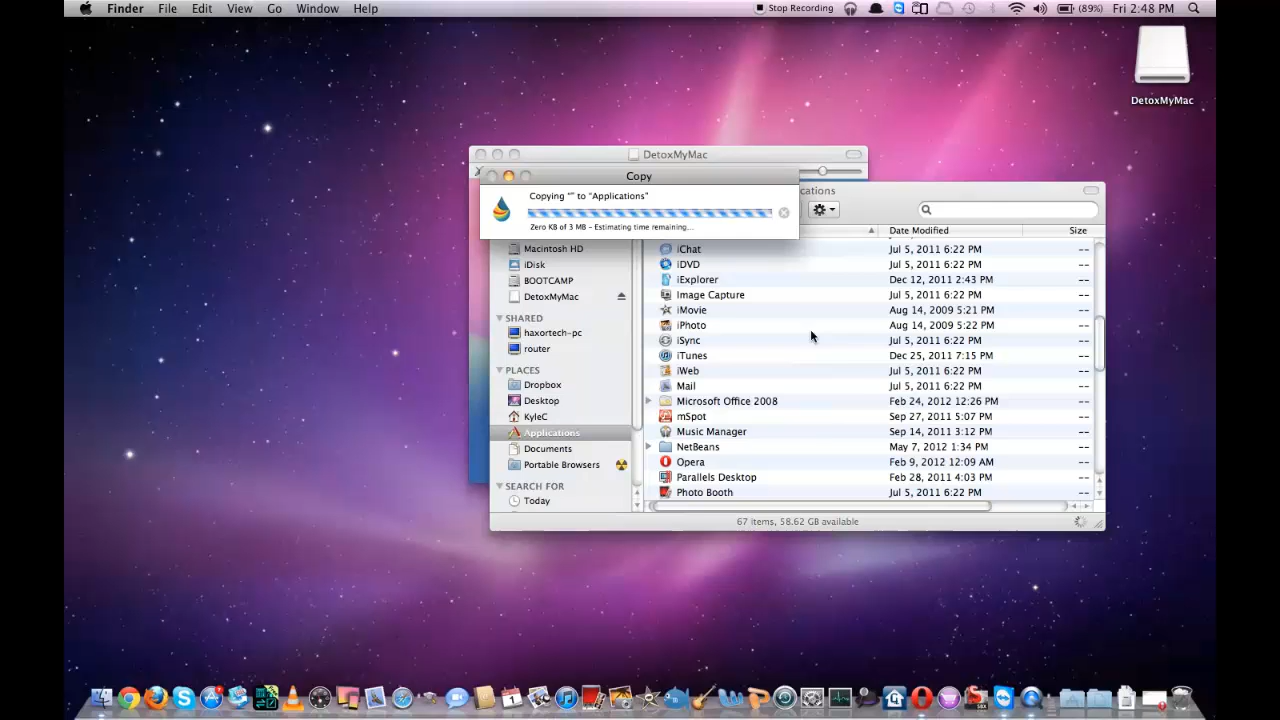 Finder File Edit View Go Window Help
Stop Recording (89%) Fri 2:48 PM
DetoxMyMac
DetoxMyMac
Copy
Copying “” to “Applications”
Zero KB of 3 MB - Estimating time remaining...
ications
Date Modified Size
Macintosh HD
iDisk
BOOTCAMP
DetoxMyMac
SHARED
haxortech-pc
router
PLACES
Dropbox
Desktop
KyleC
Applications
Documents
Portable Browsers
SEARCH FOR
Today
iChat Jul 5, 2011 6:22 PM --
iDVD Jul 5, 2011 6:22 PM --
iExplorer Dec 12, 2011 2:43 PM --
Image Capture Jul 5, 2011 6:22 PM --
iMovie Aug 14, 2009 5:21 PM --
iPhoto Aug 14, 2009 5:22 PM --
iSync Jul 5, 2011 6:22 PM --
iTunes Dec 25, 2011 7:15 PM --
iWeb Jul 5, 2011 6:22 PM --
Mail Jul 5, 2011 6:22 PM --
Microsoft Office 2008 Feb 24, 2012 12:26 PM --
mSpot Sep 27, 2011 5:07 PM --
Music Manager Sep 14, 2011 3:12 PM --
NetBeans May 7, 2012 1:34 PM --
Opera Feb 9, 2012 12:09 AM --
Parallels Desktop Feb 28, 2011 4:03 PM --
Photo Booth Jul 5, 2011 6:22 PM --
67 items, 58.62 GB available